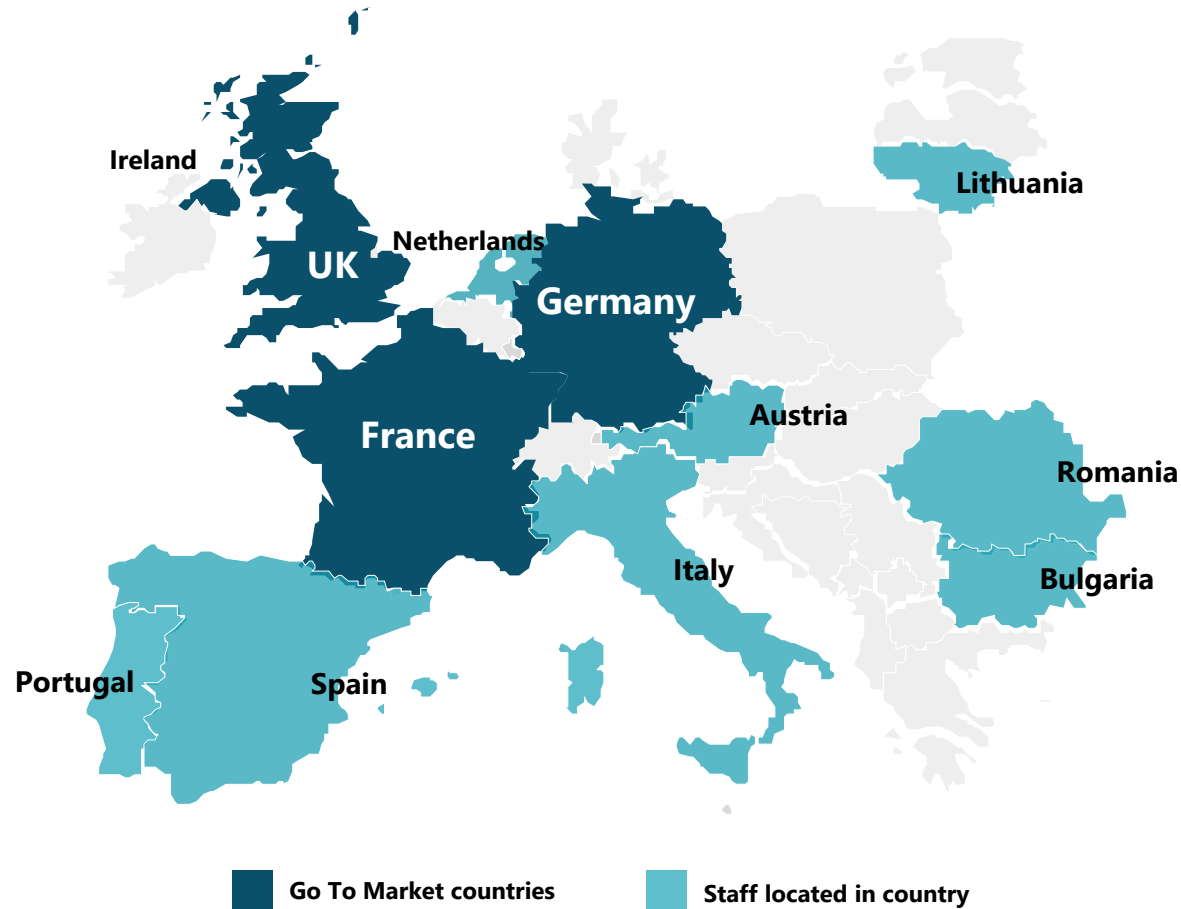 Ireland
Lithuania
Netherlands
UK
Germany
Austria
France
Romania
Italy
Bulgaria
Portugal
Spain
Go To Market countries
Staff located in country